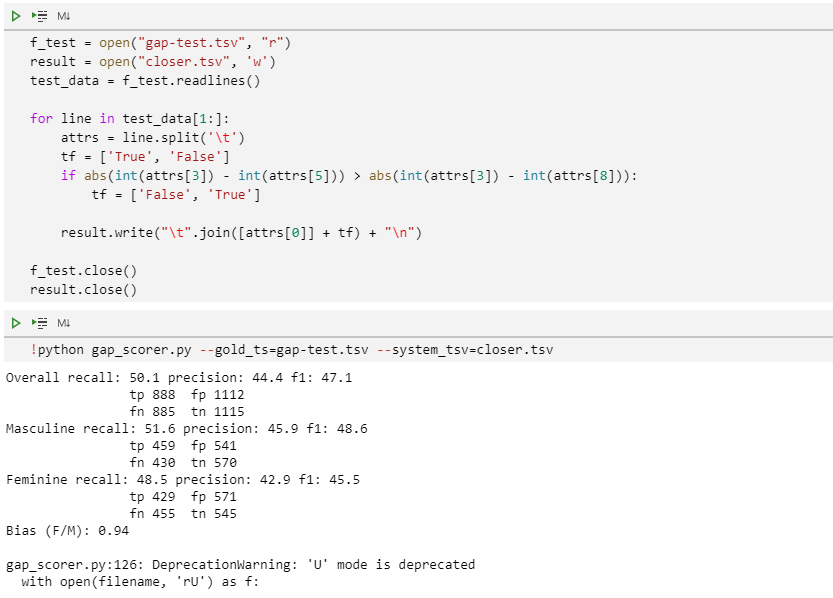 M↓
f_test = open("gap-test.tsv", "r")
result = open("closer.tsv", 'w')
test_data = f_test.readlines()
for line in test_data[1:]:
    attrs = line.split('\t')
    tf = ['True', 'False']
    if abs(int(attrs[3]) - int(attrs[5])) > abs(int(attrs[3]) - int(attrs[8])):
        tf = ['False', 'True']
    result.write("\t".join([attrs[0]] + tf) + "\n")
f_test.close()
result.close()
M↓
!python gap_scorer.py --gold_ts=gap-test.tsv --system_tsv=closer.tsv
Overall recall: 50.1 precision: 44.4 f1: 47.1
                tp 888  fp 1112
                fn 885  tn 1115
Masculine recall: 51.6 precision: 45.9 f1: 48.6
                tp 459  fp 541
                fn 430  tn 570
Feminine recall: 48.5 precision: 42.9 f1: 45.5
                tp 429  fp 571
                fn 455  tn 545
Bias (F/M): 0.94
gap_scorer.py:126: DeprecationWarning: 'U' mode is deprecated
  with open(filename, 'rU') as f: